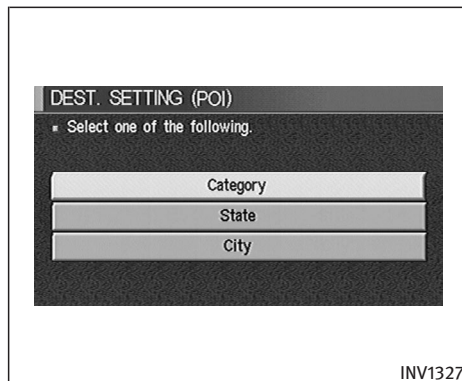 DEST. SETTING (POI)
▪ Select one of the following.
Category
State
City
INV1327